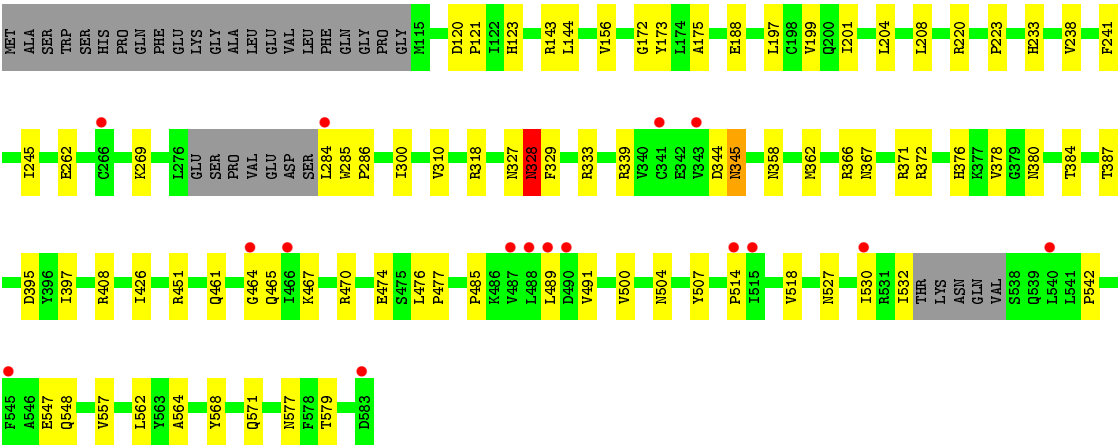 MET ALA SER TRP SER HIS PRO GLN PHE GLU LYS GLY ALA LEU GLU VAL LEU PHE GLN GLY PRO GLY M115 D120 P121 I122 H123 R143 L144 V156 G172 Y173 L174 A175 E188 L197 C198 V199 Q200 I201 L204 L208 R220 P223 H233 V238 F241
I245 E262 C266 K269 L276 GLU SER PRO VAL GLU ASP SER L284 W285 P286 I300 V310 R318 N327 N328 F329 R333 R339 V340 C341 E342 V343 D344 N345 N358 M362 R366 N367 R371 R372 H376 K377 V378 G379 N380 T384 T387
D395 Y396 I397 R408 I426 R451 Q461 G464 Q465 I466 K467 R470 E474 S475 L476 P477 P485 K486 V487 L488 L489 D490 V491 V500 N504 Y507 P514 I515 V518 N527 I530 R531 I532 THR LYS ASN GLN VAL S538 Q539 L540 L541 P542
F545 A546 E547 Q548 V557 L562 Y563 A564 Y568 Q571 N577 F578 T579 D583